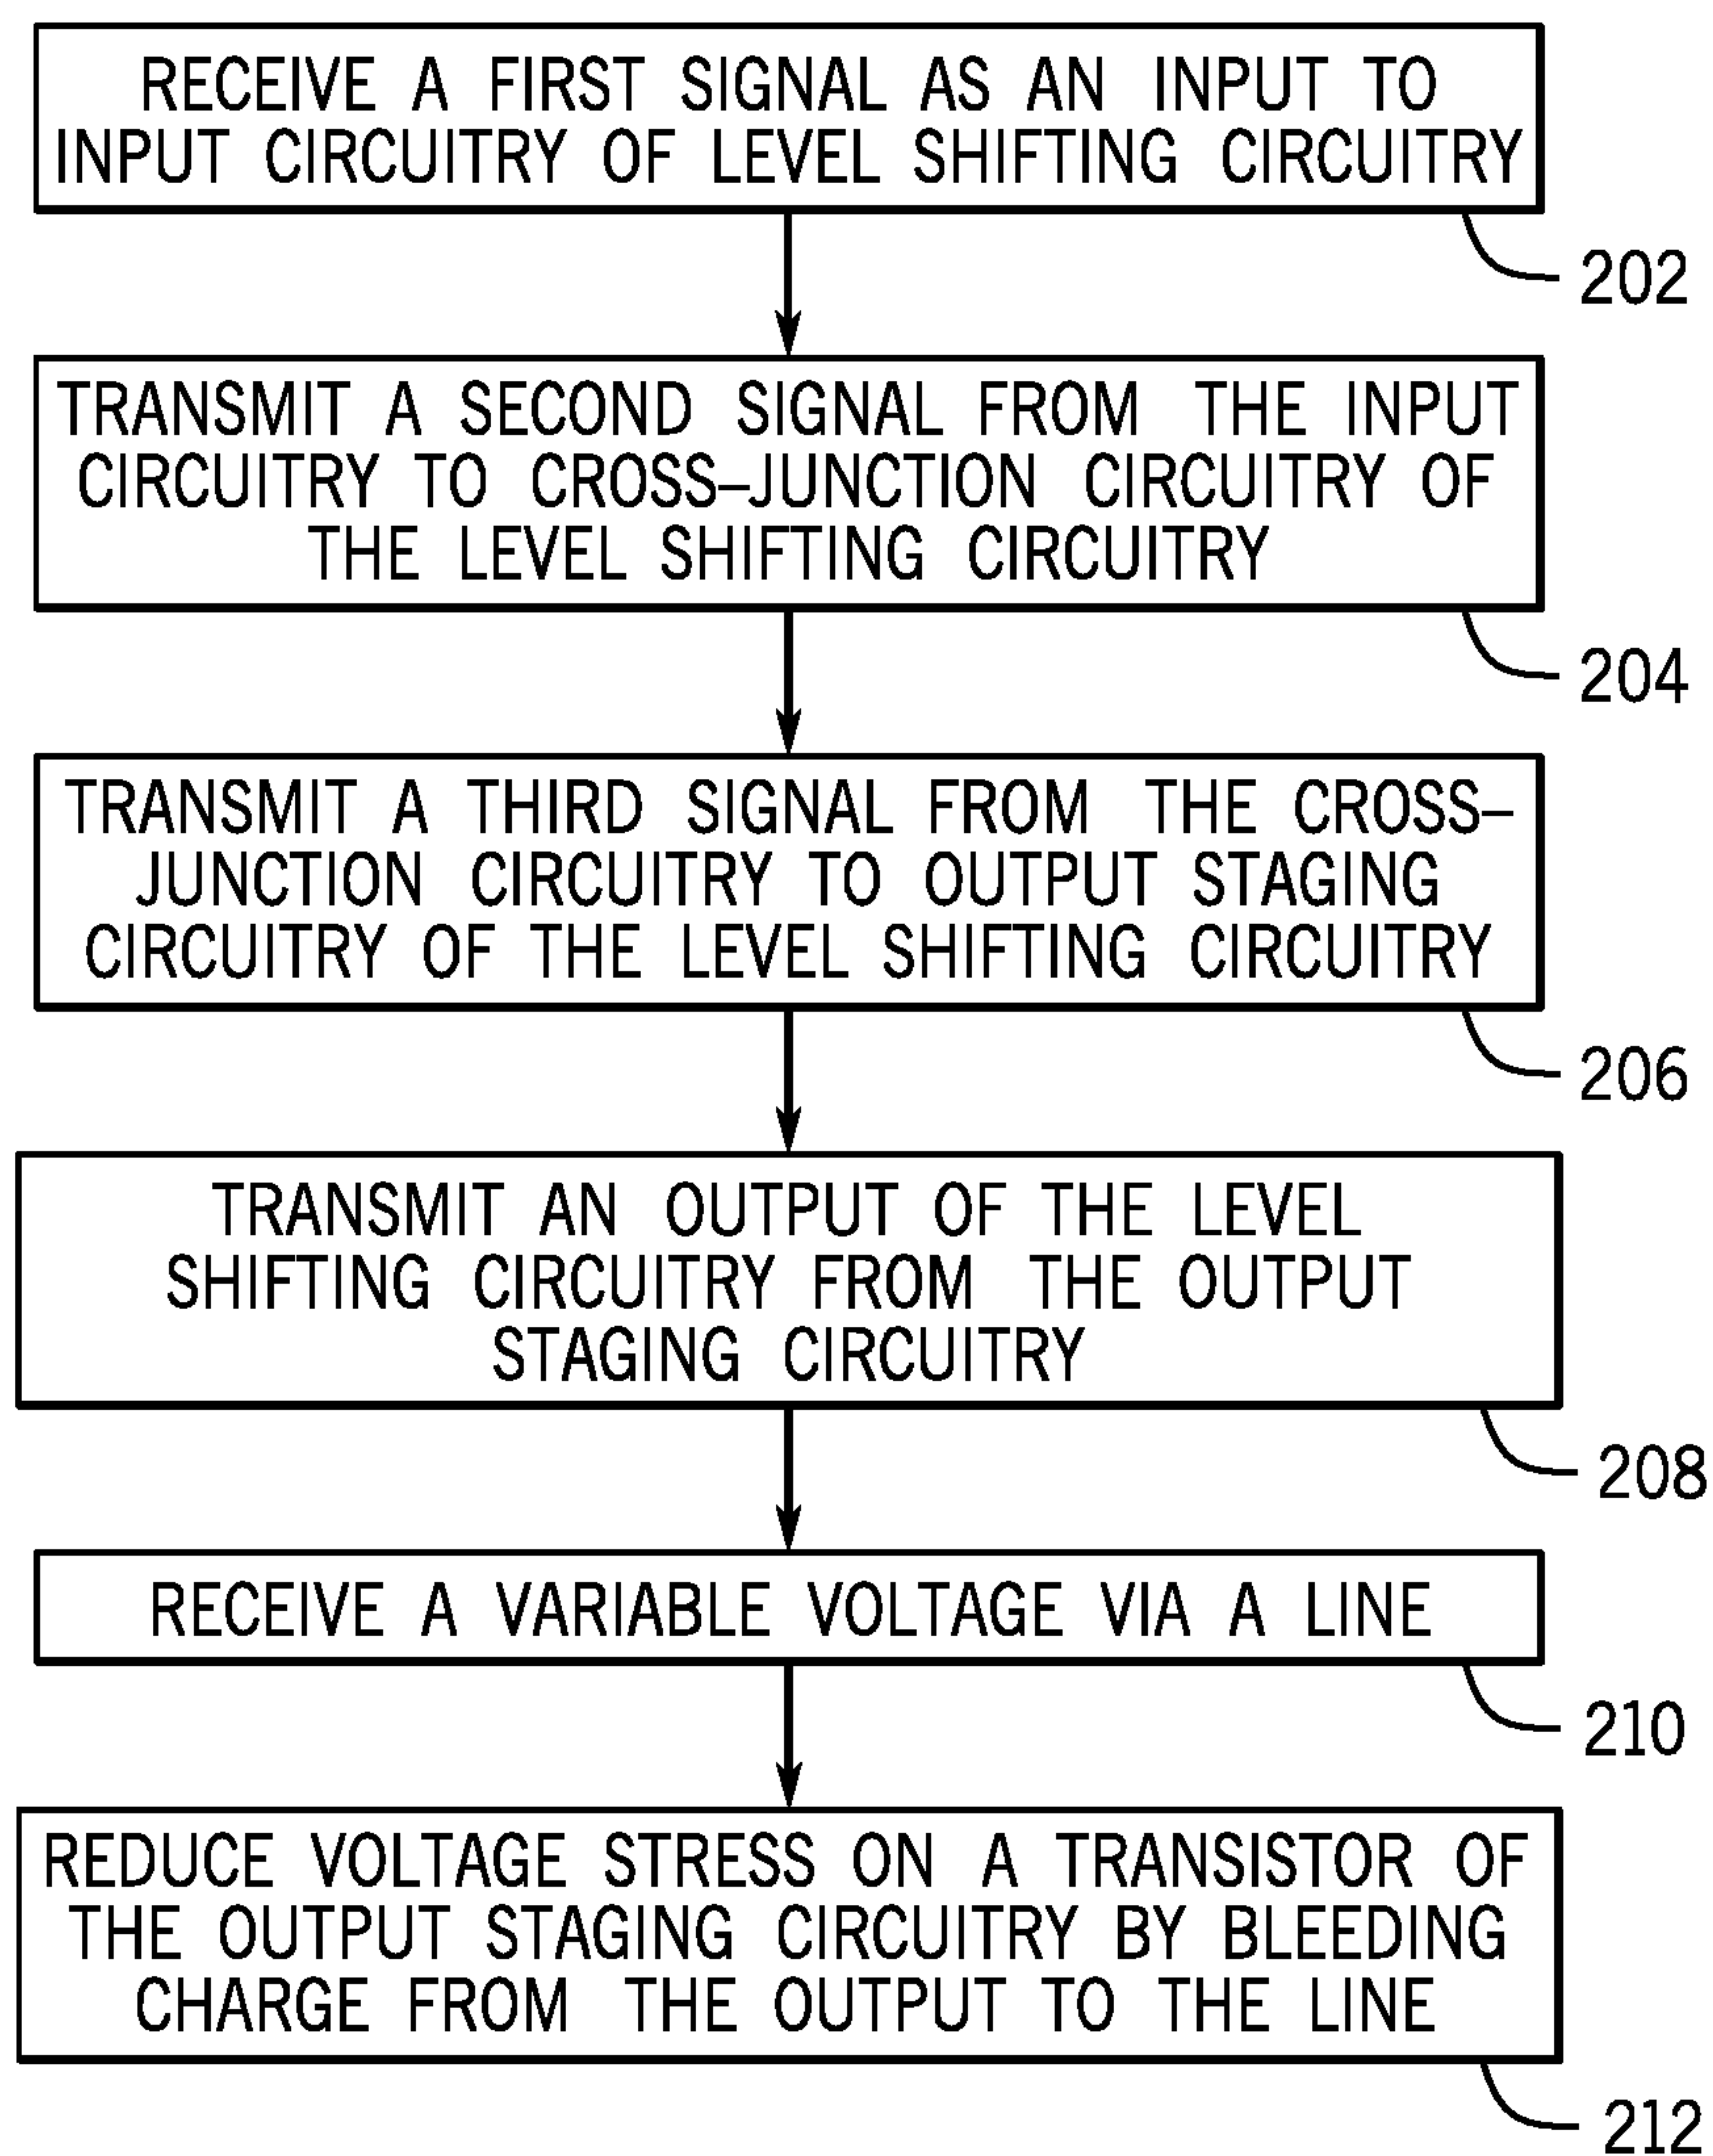 RECEIVE A FIRST SIGNAL AS AN INPUT TO
INPUT CIRCUITRY OF LEVEL SHIFTING CIRCUITRY
202
TRANSMIT A SECOND SIGNAL FROM THE INPUT
CIRCUITRY TO CROSS–JUNCTION CIRCUITRY OF
THE LEVEL SHIFTING CIRCUITRY
204
TRANSMIT A THIRD SIGNAL FROM THE CROSS–
JUNCTION CIRCUITRY TO OUTPUT STAGING
CIRCUITRY OF THE LEVEL SHIFTING CIRCUITRY
206
TRANSMIT AN OUTPUT OF THE LEVEL
SHIFTING CIRCUITRY FROM THE OUTPUT
STAGING CIRCUITRY
208
RECEIVE A VARIABLE VOLTAGE VIA A LINE
210
REDUCE VOLTAGE STRESS ON A TRANSISTOR OF
THE OUTPUT STAGING CIRCUITRY BY BLEEDING
CHARGE FROM THE OUTPUT TO THE LINE
212